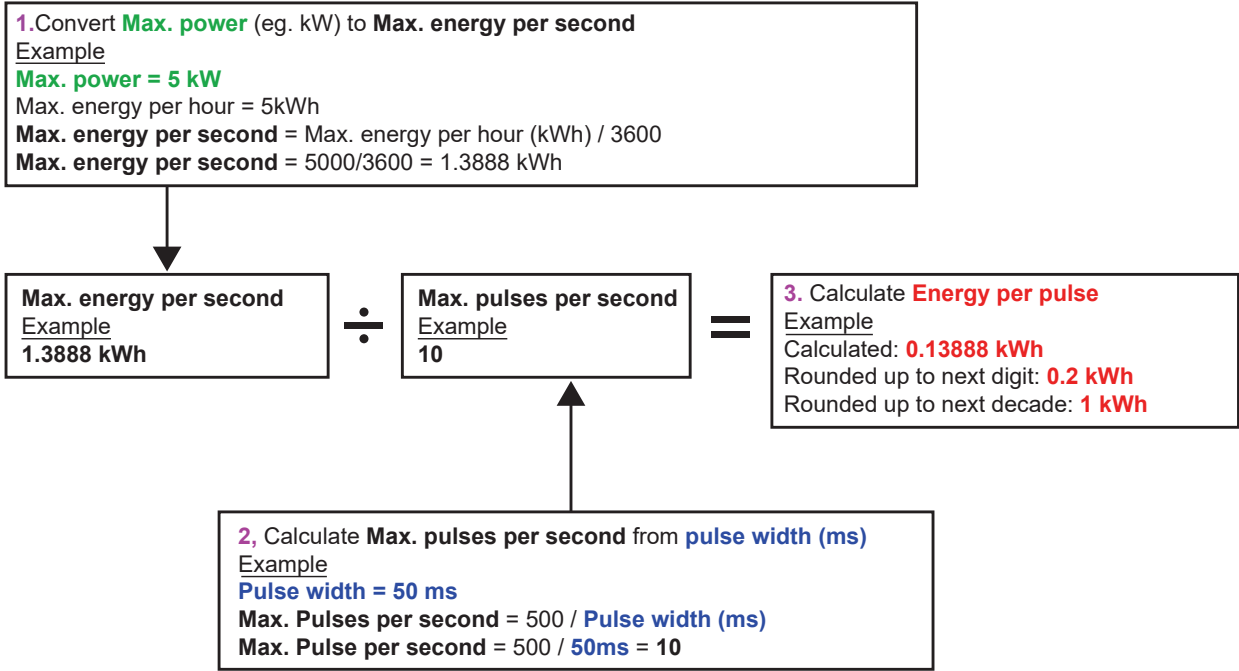 1.Convert Max. power (eg. kW) to Max. energy per second
Example
Max. power = 5 kW
Max. energy per hour = 5kWh
Max. energy per second = Max. energy per hour (kWh) / 3600
Max. energy per second = 5000/3600 = 1.3888 kWh
Max. energy per second
Example
1.3888 kWh
÷
Max. pulses per second
Example
10
=
3. Calculate Energy per pulse
Example
Calculated: 0.13888 kWh
Rounded up to next digit: 0.2 kWh
Rounded up to next decade: 1 kWh
2, Calculate Max. pulses per second from pulse width (ms)
Example
Pulse width = 50 ms
Max. Pulses per second = 500 / Pulse width (ms)
Max. Pulse per second = 500 / 50ms = 10